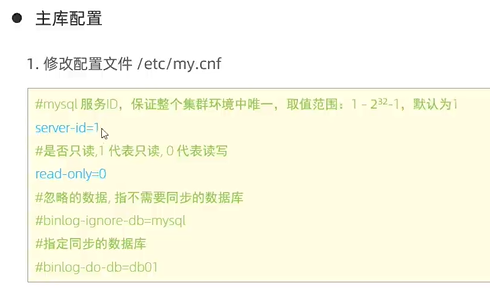 ● 主库配置
1. 修改配置文件 /etc/my.cnf
#mysql 服务ID，保证整个集群环境中唯一，取值范围：1 – 2³²-1，默认为1
server-id=1
#是否只读,1 代表只读, 0 代表读写
read-only=0
#忽略的数据, 指不需要同步的数据库
#binlog-ignore-db=mysql
#指定同步的数据库
#binlog-do-db=db01